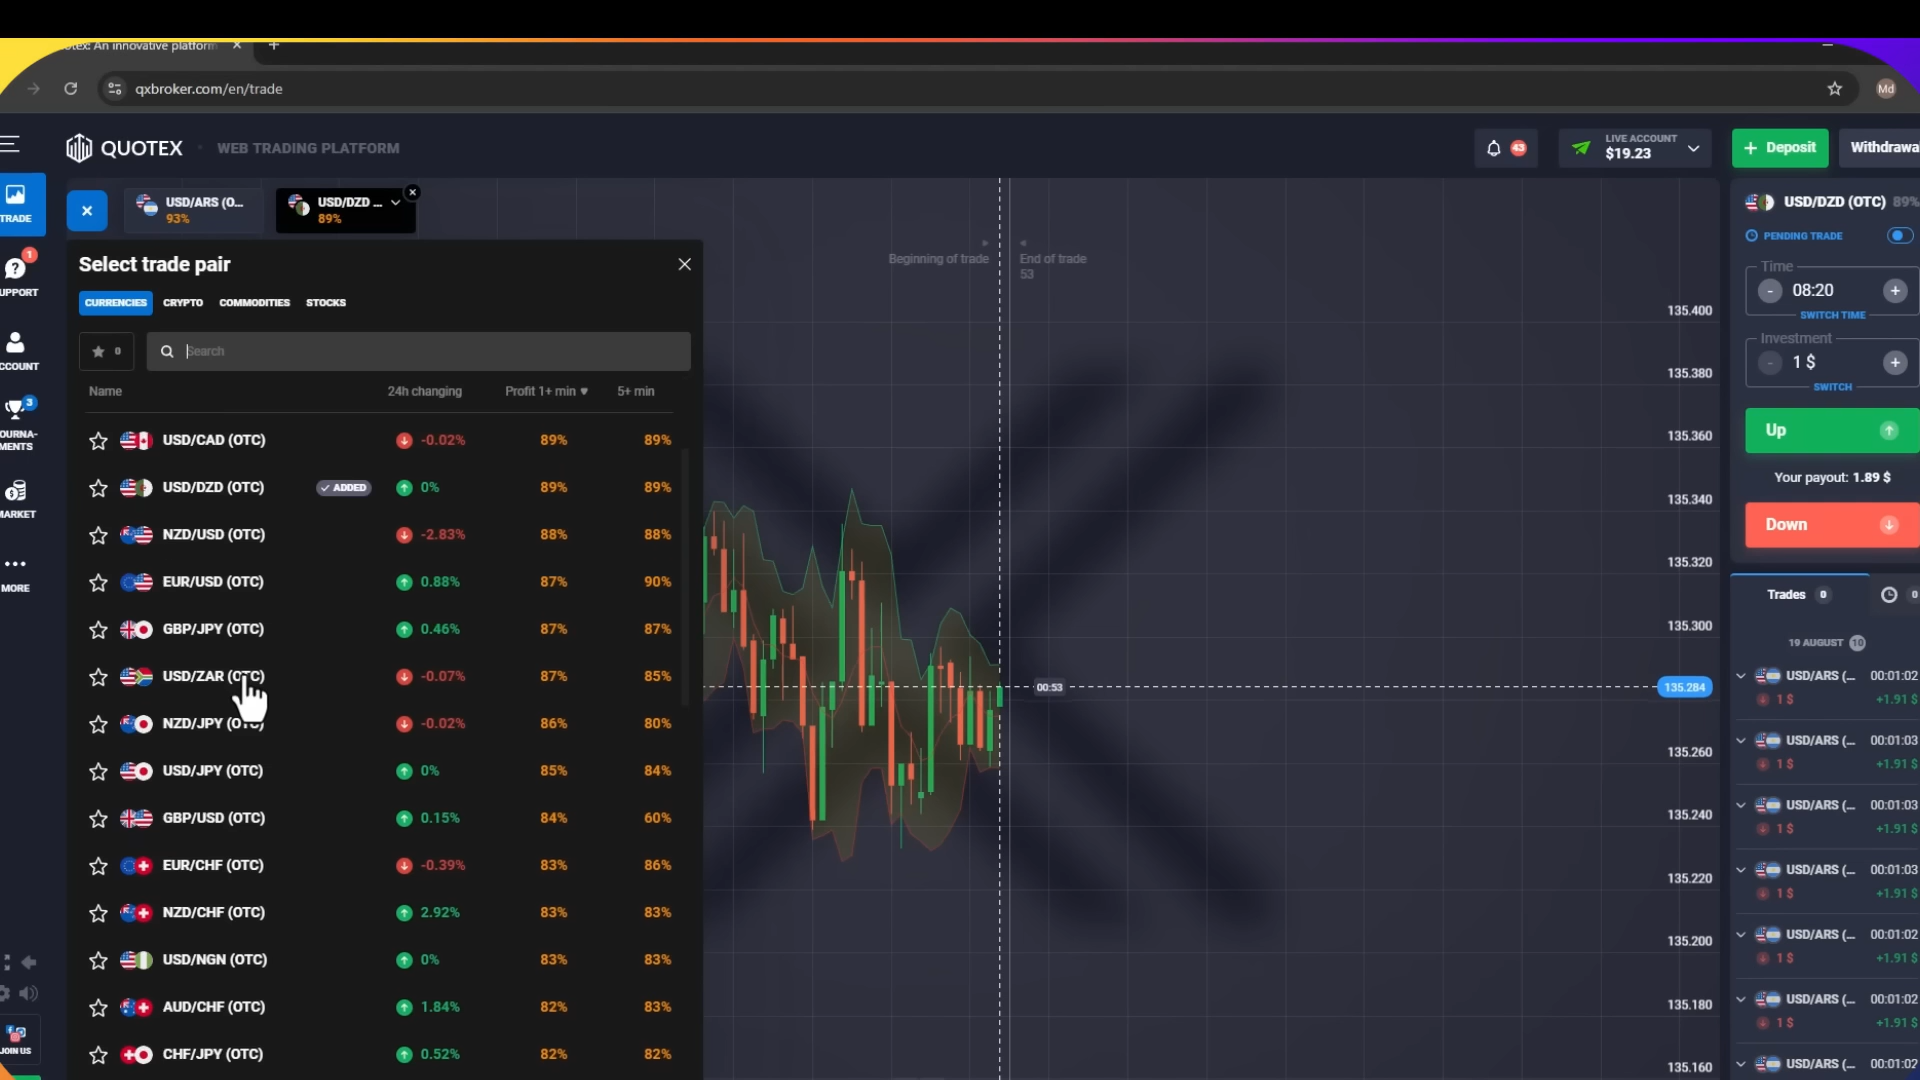 otex: An innovative platform
qxbroker.com/en/trade
Md
QUOTEX
WEB TRADING PLATFORM
43
LIVE ACCOUNT
$19.23
+ Deposit
Withdrawa
TRADE
USD/ARS (O...
93%
USD/DZD ...
89%
USD/DZD (OTC) 89%
PENDING TRADE
Select trade pair
CURRENCIES CRYPTO COMMODITIES STOCKS
0
Search
Name 24h changing Profit 1+ min 5+ min
USD/CAD (OTC) -0.02% 89% 89%
USD/DZD (OTC) ADDED 0% 89% 89%
NZD/USD (OTC) -2.83% 88% 88%
EUR/USD (OTC) 0.88% 87% 90%
GBP/JPY (OTC) 0.46% 87% 87%
USD/ZAR (OTC) -0.07% 87% 85%
NZD/JPY (OTC) -0.02% 86% 80%
USD/JPY (OTC) 0% 85% 84%
GBP/USD (OTC) 0.15% 84% 60%
EUR/CHF (OTC) -0.39% 83% 86%
NZD/CHF (OTC) 2.92% 83% 83%
USD/NGN (OTC) 0% 83% 83%
AUD/CHF (OTC) 1.84% 82% 83%
CHF/JPY (OTC) 0.52% 82% 82%
1
UPPORT
CCOUNT
3
OURNA-
MENTS
MARKET
MORE
JOIN US
Beginning of trade
End of trade
53
00:53
135.400
135.380
135.360
135.340
135.320
135.300
135.284
135.260
135.240
135.220
135.200
135.180
135.160
Time
- 08:20 +
SWITCH TIME
Investment
- 1 $ +
SWITCH
Up
Your payout: 1.89 $
Down
Trades 0
0
19 AUGUST 10
USD/ARS (... 00:01:02
1 $ +1.91 $
USD/ARS (... 00:01:03
1 $ +1.91 $
USD/ARS (... 00:01:03
1 $ +1.91 $
USD/ARS (... 00:01:03
1 $ +1.91 $
USD/ARS (... 00:01:02
1 $ +1.91 $
USD/ARS (... 00:01:02
1 $ +1.91 $
USD/ARS (... 00:01:02